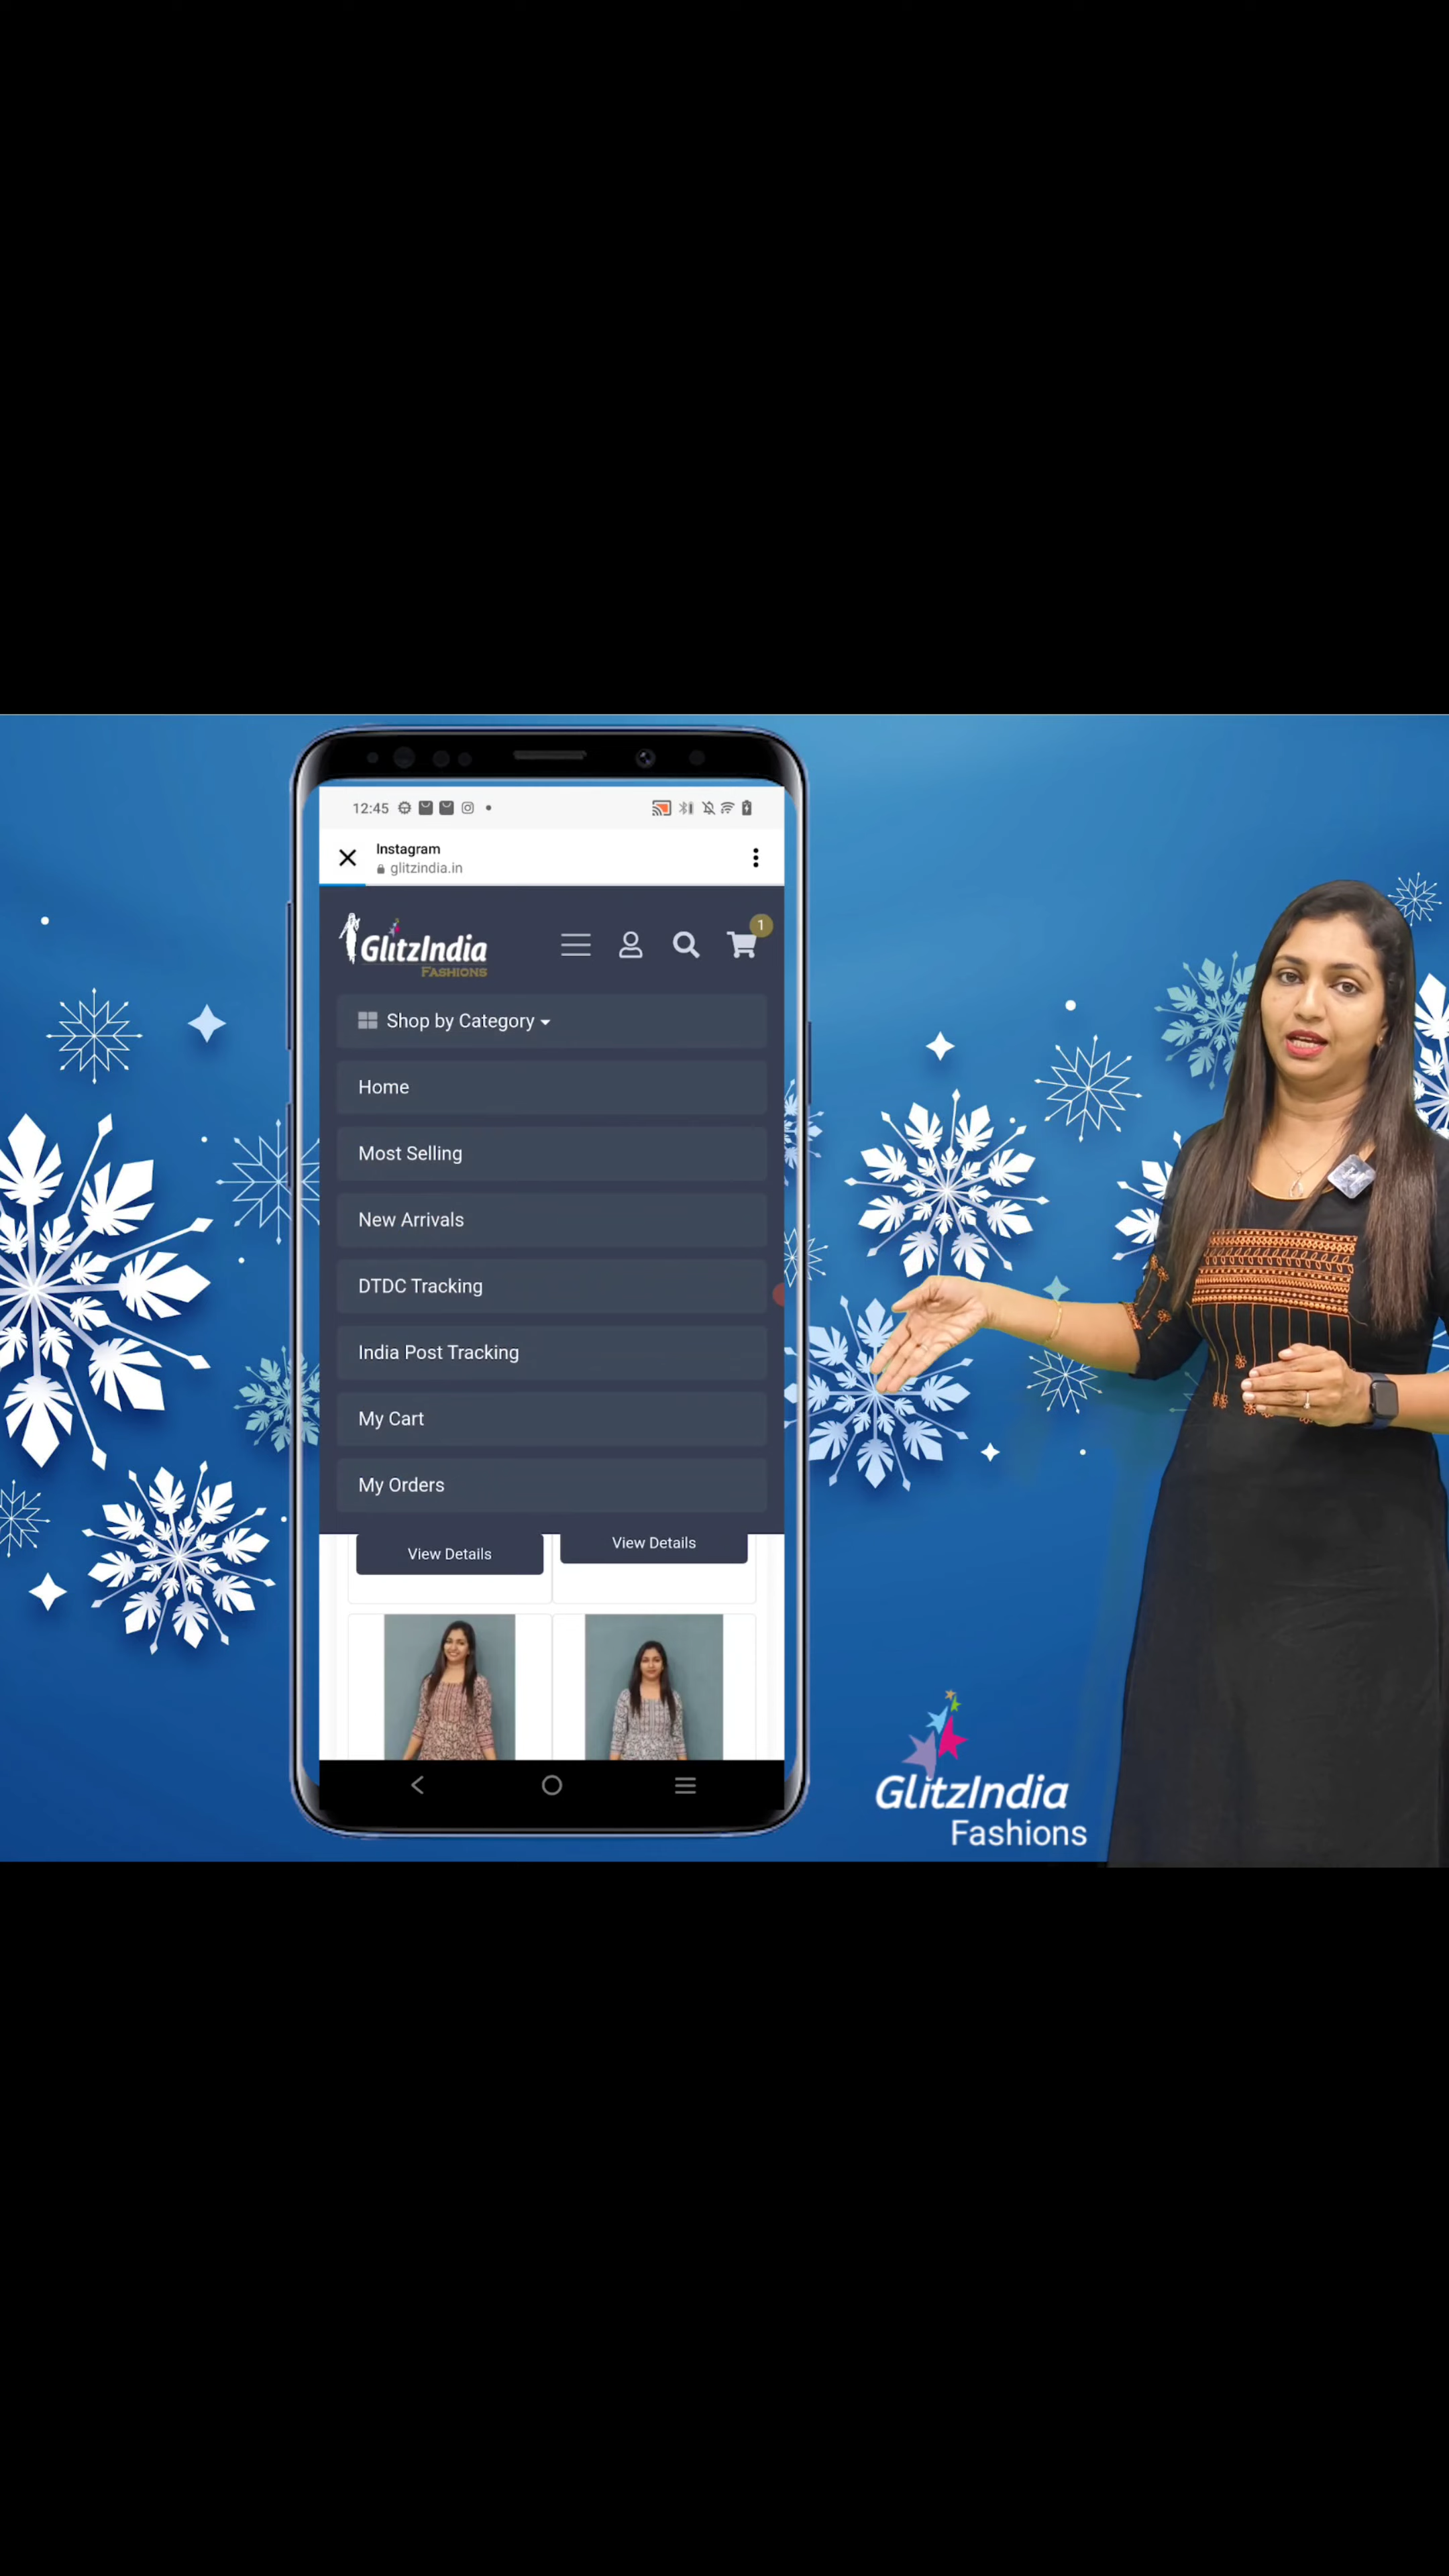 12:45
Instagram
glitzindia.in
GlitzIndia
FASHIONS
1
Shop by Category
Home
Most Selling
New Arrivals
DTDC Tracking
India Post Tracking
My Cart
My Orders
View Details
View Details
GlitzIndia
Fashions